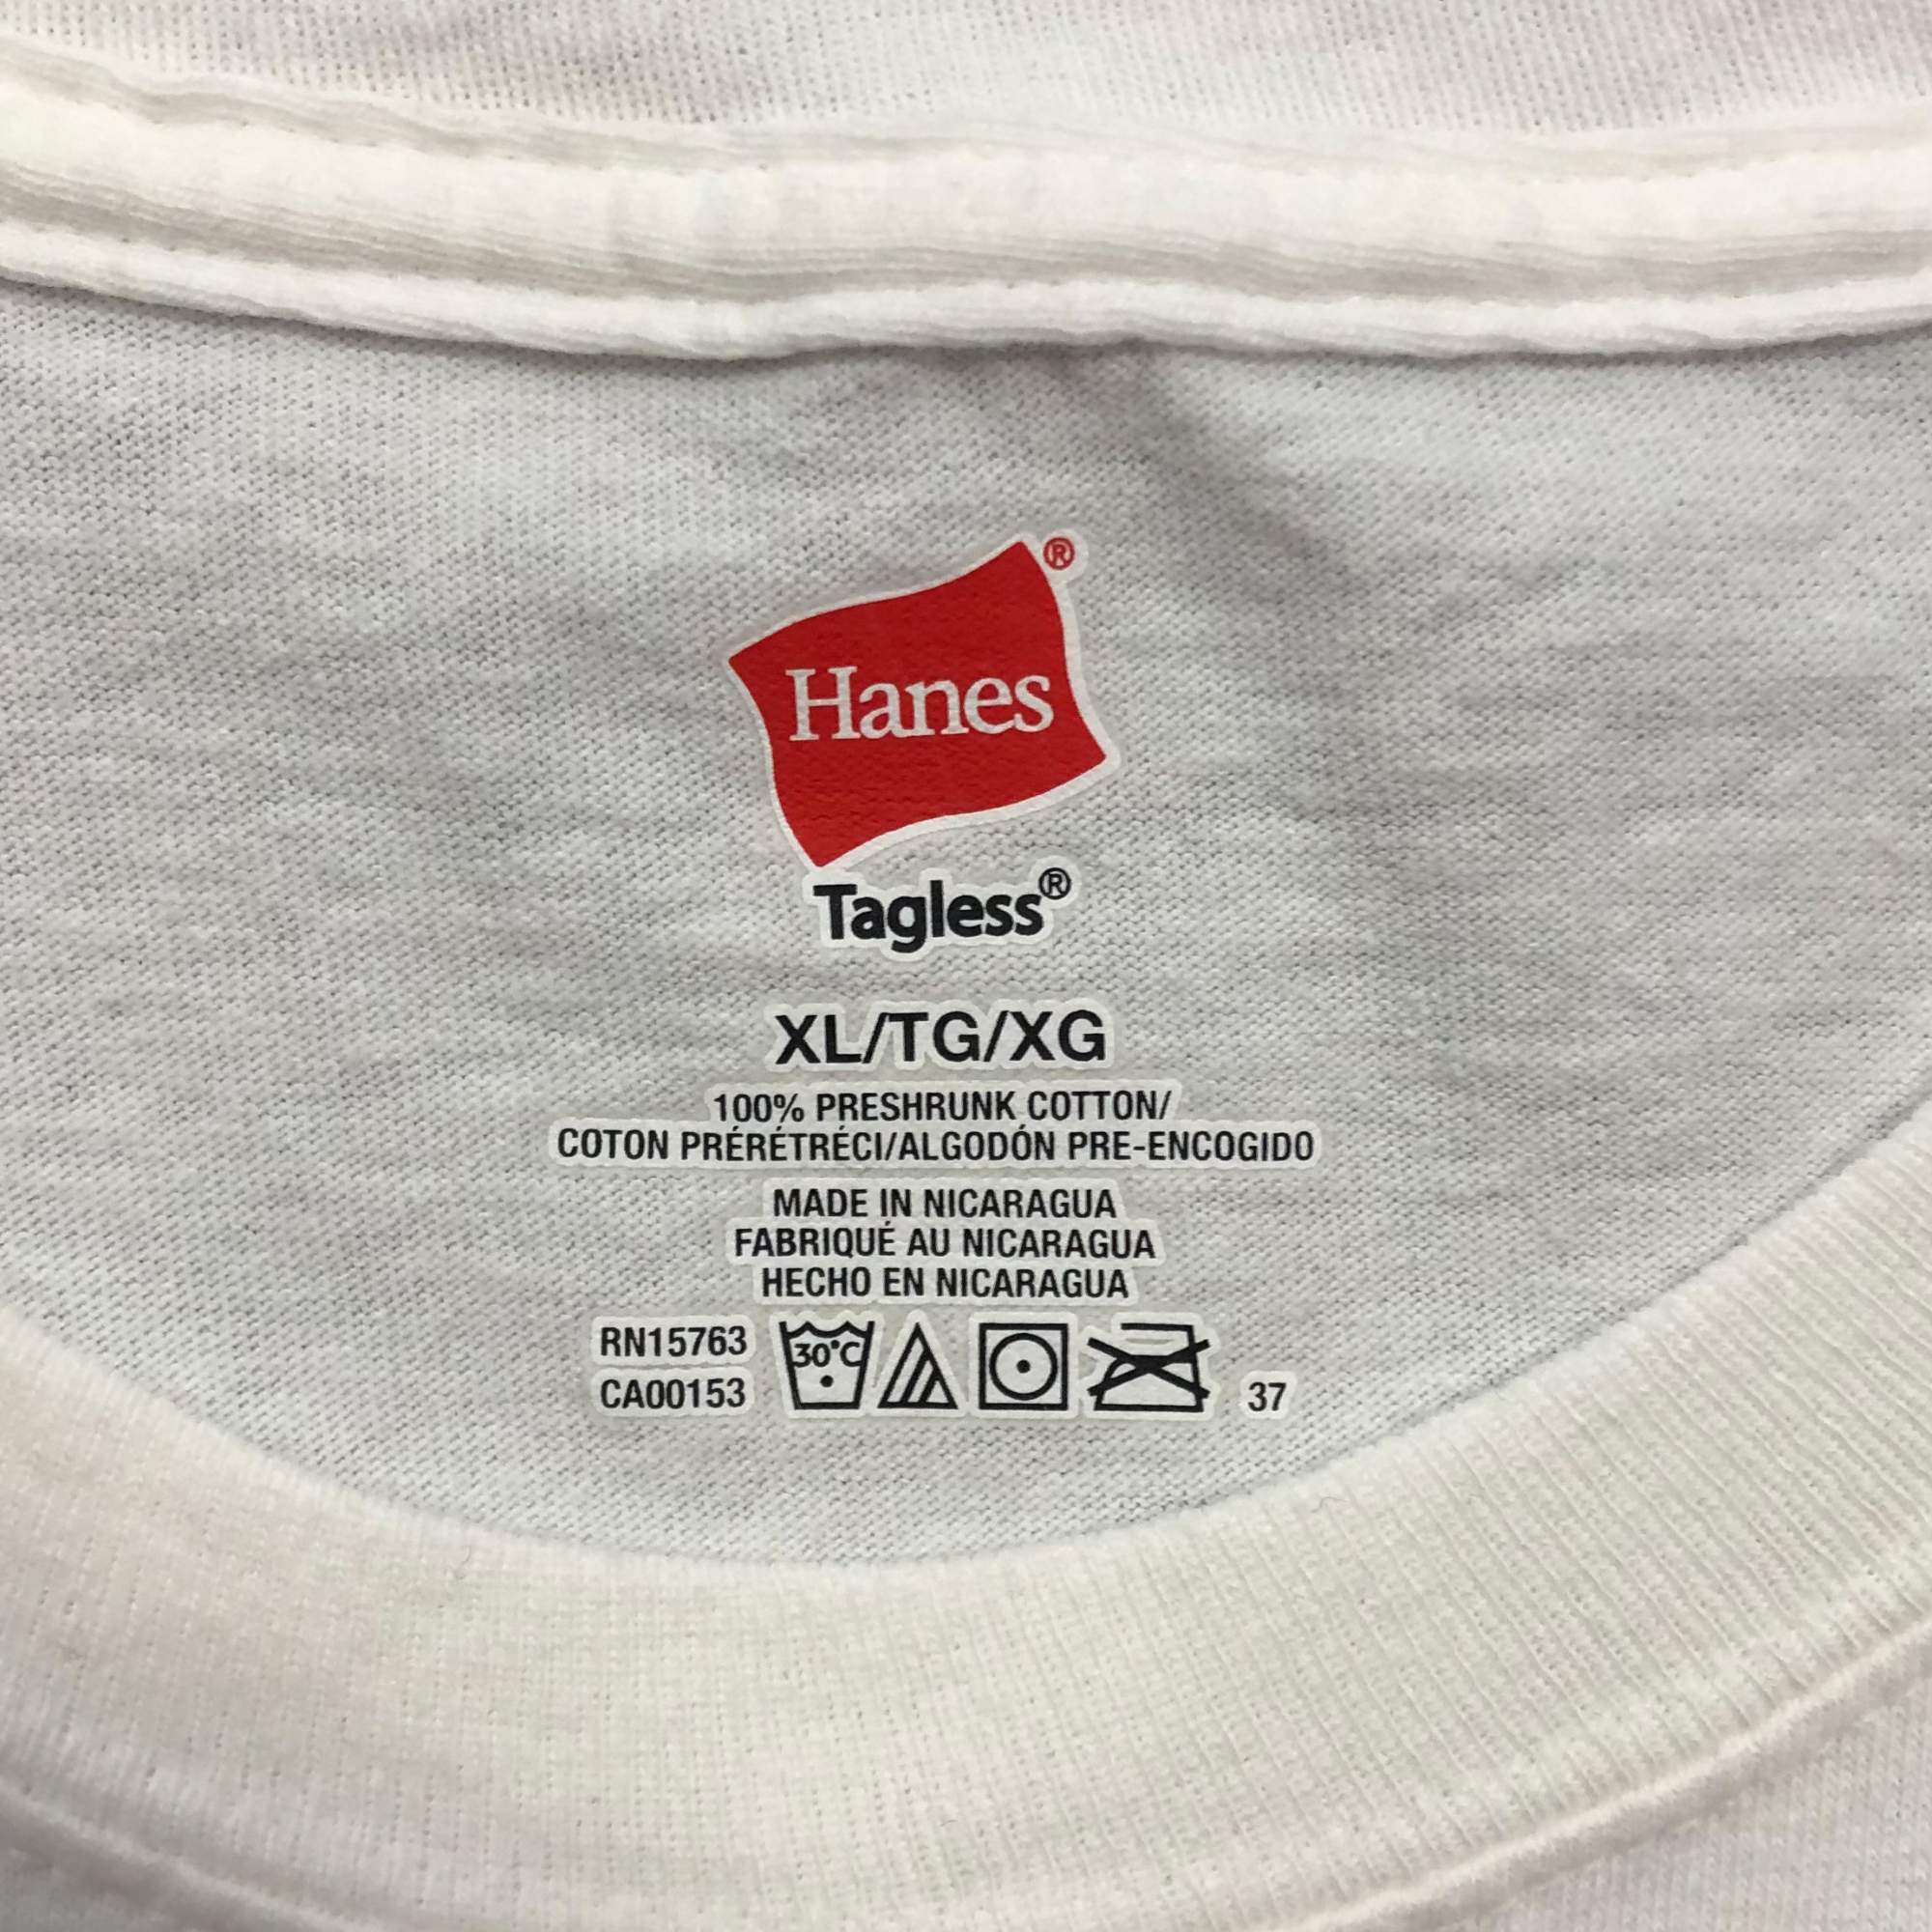 Hanes®
Tagless®
XL/TG/XG
100% PRESHRUNK COTTON/
COTON PRÉRÉTRÉCI/ALGODÓN PRE-ENCOGIDO
MADE IN NICARAGUA
FABRIQUÉ AU NICARAGUA
HECHO EN NICARAGUA
RN15763
CA00153
30°C
37